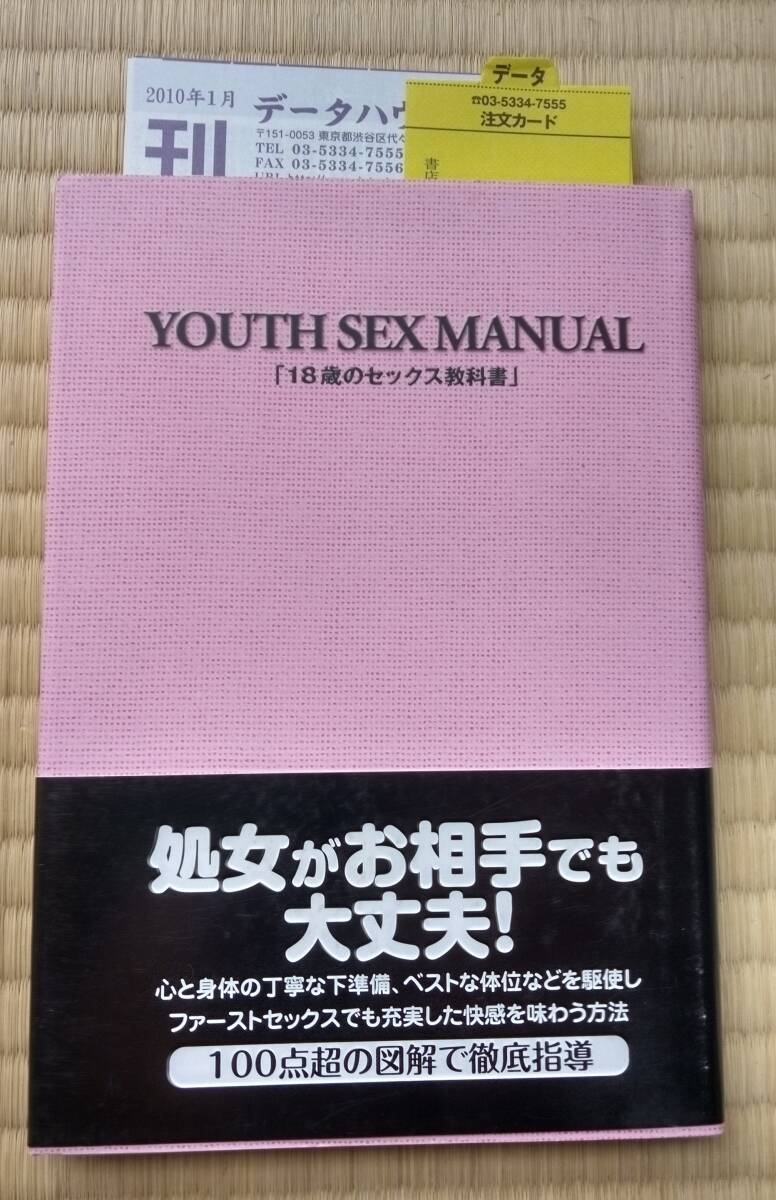 データ
☎03-5334-7555
注文カード
書店
2010年1月
データハウ
〒151-0053 東京都渋谷区代々
TEL 03-5334-7555
FAX 03-5334-7556
刊
YOUTH SEX MANUAL
「18歳のセックス教科書」
処女がお相手でも
大丈夫!
心と身体の丁寧な下準備、ベストな体位などを駆使し
ファーストセックスでも充実した快感を味わう方法
100点超の図解で徹底指導